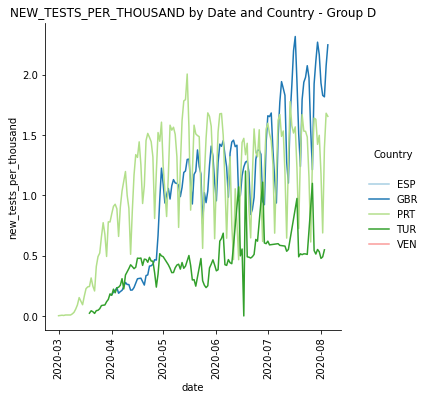 NEW_TESTS_PER_THOUSAND by Date and Country - Group D
new_tests_per_thousand
2.0
1.5
1.0
0.5
0.0
2020-03
2020-04
2020-05
2020-06
2020-07
2020-08
date
Country
ESP
GBR
PRT
TUR
VEN